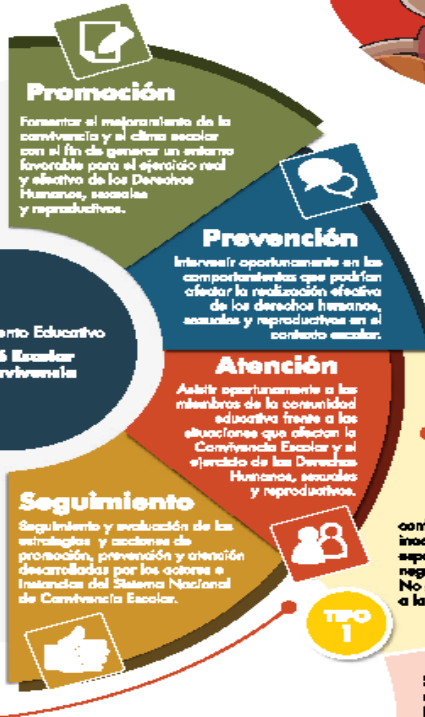 Promoción
Fomentar el mejoramiento de la
convivencia y el clima escolar
con el fin de generar un entorno
favorable para el ejercicio real
y efectivo de los Derechos
Humanos, sexuales
y reproductivos.
Prevención
Intervenir oportunamente en los
comportamientos que podrían
afectar la realización efectiva
de los derechos humanos,
sexuales y reproductivos en el
contexto escolar.
Educativo
Escolar
Atención
Asistir oportunamente a los
miembros de la comunidad
educativa frente a las
situaciones que afectan la
Convivencia Escolar y el
ejercicio de los Derechos
Humanos, sexuales
y reproductivos.
Seguimiento
Seguimiento y evaluación de las
estrategias y acciones de
promoción, prevención y atención
desarrolladas por los actores e
instancias del Sistema Nacional
de Convivencia Escolar.
TIPO
1
No
a la